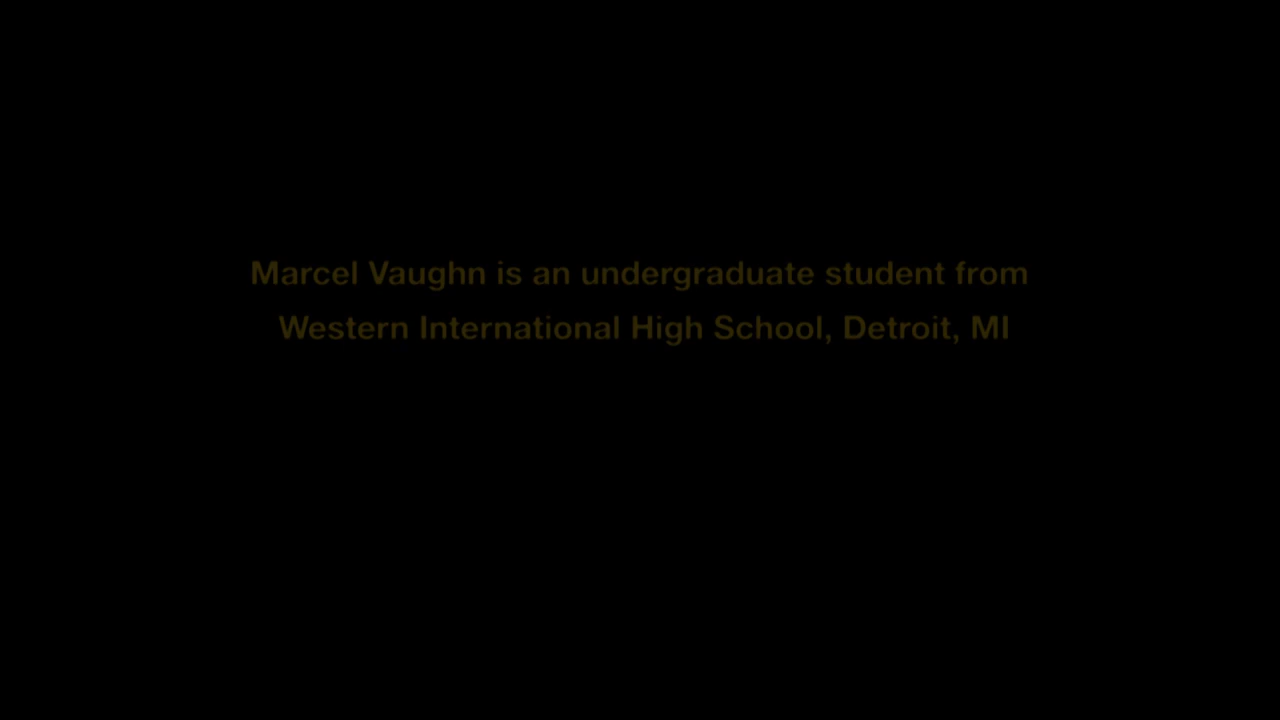 Marcel Vaughn is an undergraduate student from
Western International High School, Detroit, MI